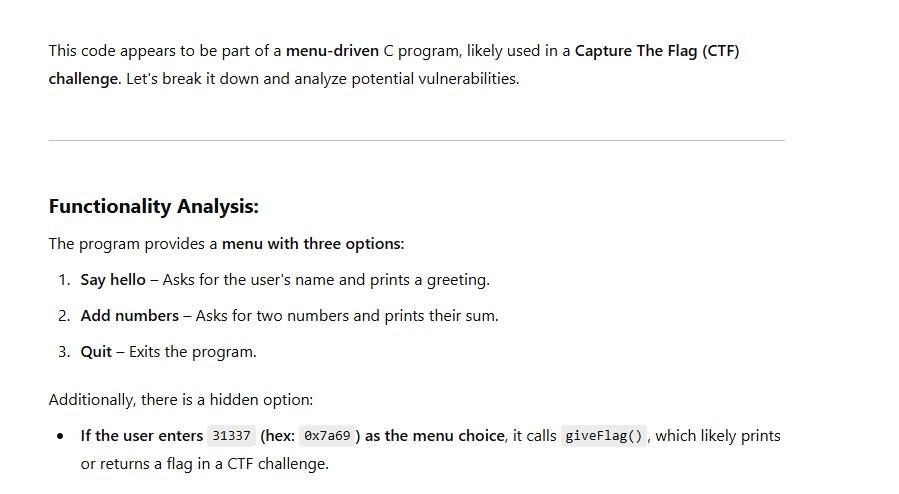 This code appears to be part of a menu-driven C program, likely used in a Capture The Flag (CTF)
challenge. Let's break it down and analyze potential vulnerabilities.
Functionality Analysis:
The program provides a menu with three options:
1. Say hello – Asks for the user's name and prints a greeting.
2. Add numbers – Asks for two numbers and prints their sum.
3. Quit – Exits the program.
Additionally, there is a hidden option:
• If the user enters 31337 (hex: 0x7a69) as the menu choice, it calls giveFlag(), which likely prints
or returns a flag in a CTF challenge.